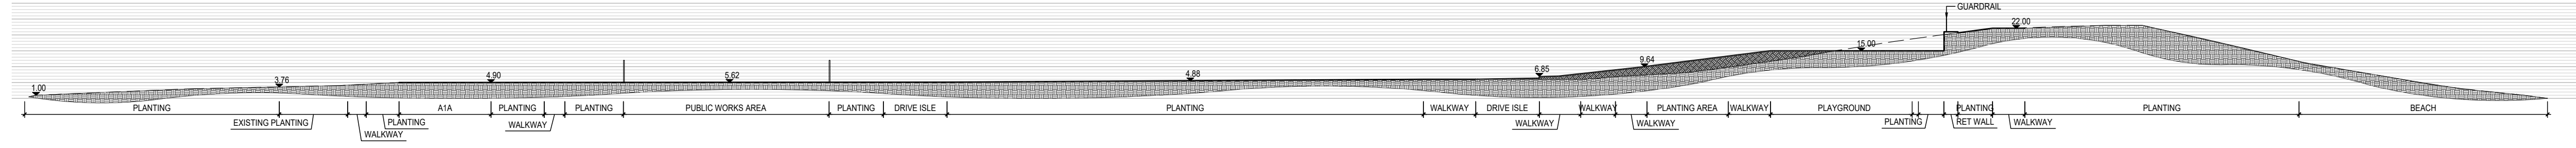 GUARDRAIL
22.00
15.00
9.64
6.85
4.88
5.62
4.90
3.76
1.00
PLANTING A1A PLANTING PLANTING PUBLIC WORKS AREA PLANTING DRIVE ISLE PLANTING WALKWAY DRIVE ISLE WALKWAY PLANTING AREA WALKWAY PLAYGROUND PLANTING PLANTING BEACH
EXISTING PLANTING PLANTING WALKWAY WALKWAY WALKWAY PLANTING RET WALL WALKWAY
WALKWAY